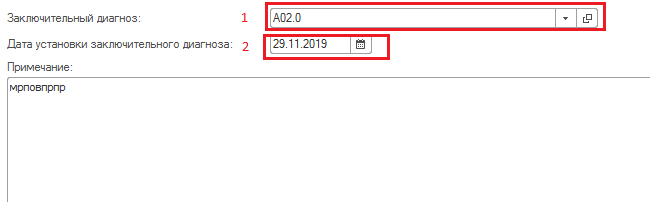 Заключительный диагноз: 1 A02.0
Дата установки заключительного диагноза: 2 29.11.2019
Примечание:
мрповпрпр